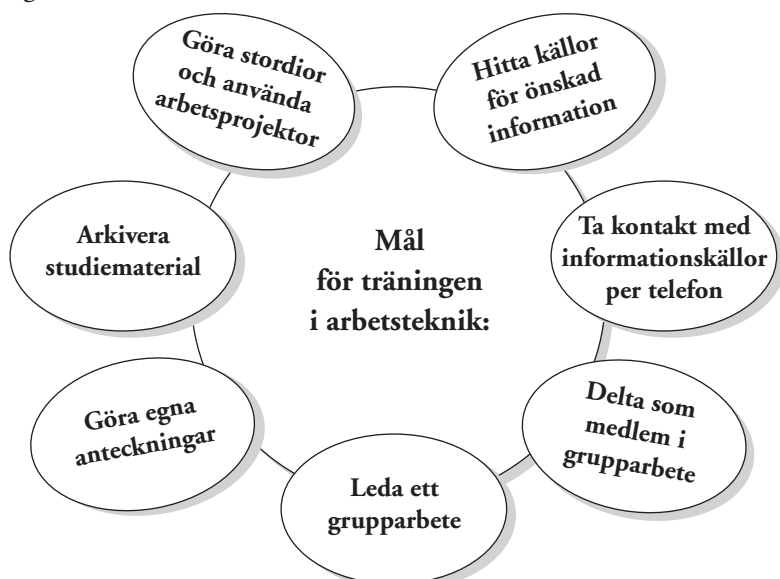 Mål
för träningen
i arbetsteknik:
Hitta källor
för önskad
information
Ta kontakt med
informationskällor
per telefon
Delta som
medlem i
grupparbete
Leda ett
grupparbete
Göra egna
anteckningar
Arkivera
studiematerial
Göra stordior
och använda
arbetsprojektor